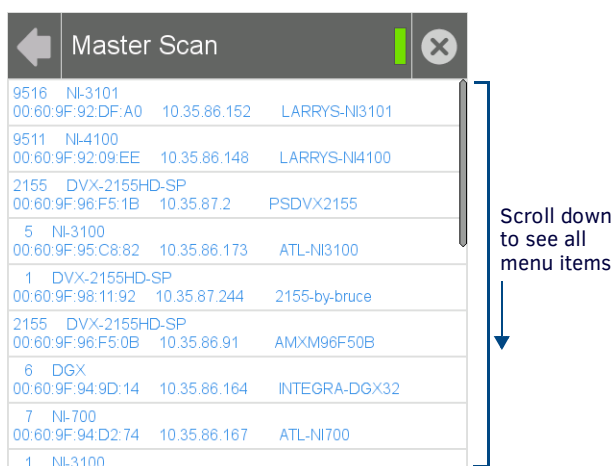 Master Scan
9516 NI-3101
00:60:9F:92:DF:A0 10.35.86.152 LARRYS-NI3101
9511 NI-4100
00:60:9F:92:09:EE 10.35.86.148 LARRYS-NI4100
2155 DVX-2155HD-SP
00:60:9F:96:F5:1B 10.35.87.2 PSDVX2155
5 NI-3100
00:60:9F:95:C8:82 10.35.86.173 ATL-NI3100
1 DVX-2155HD-SP
00:60:9F:98:11:92 10.35.87.244 2155-by-bruce
2155 DVX-2155HD-SP
00:60:9F:96:F5:0B 10.35.86.91 AMXM96F50B
6 DGX
00:60:9F:94:9D:14 10.35.86.164 INTEGRA-DGX32
7 NI-700
00:60:9F:94:D2:74 10.35.86.167 ATL-NI700
1 NI-3100
Scroll down
to see all
menu items